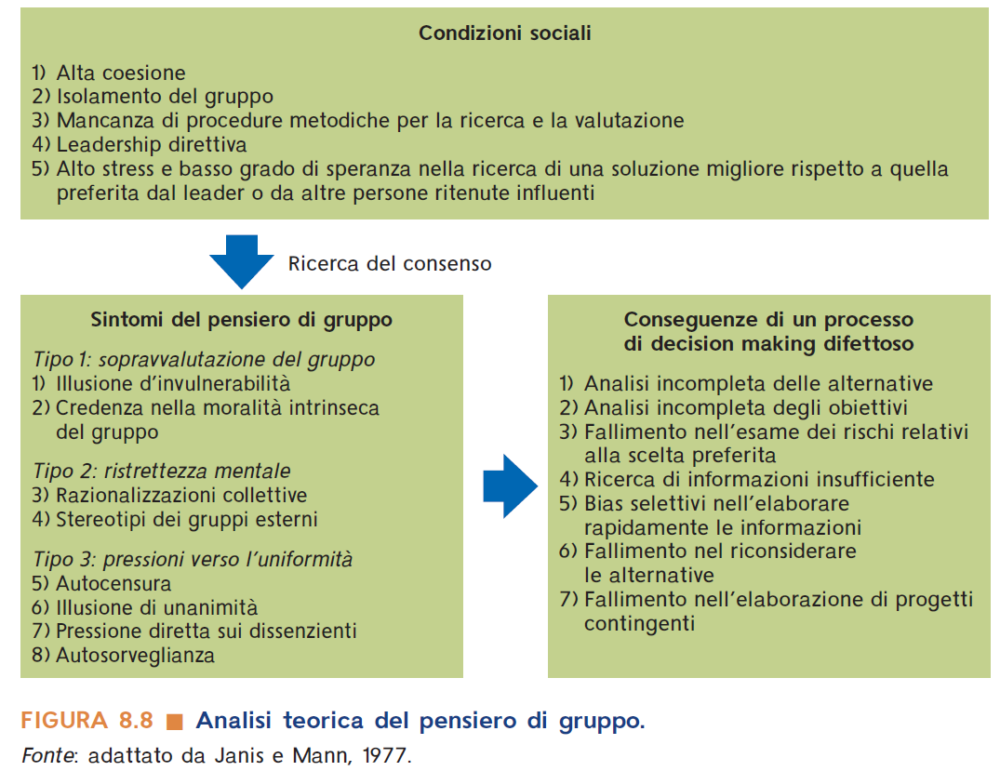 Condizioni sociali
1) Alta coesione
2) Isolamento del gruppo
3) Mancanza di procedure metodiche per la ricerca e la valutazione
4) Leadership direttiva
5) Alto stress e basso grado di speranza nella ricerca di una soluzione migliore rispetto a quella
preferita dal leader o da altre persone ritenute influenti
Ricerca del consenso
Sintomi del pensiero di gruppo
Tipo 1: sopravvalutazione del gruppo
1) Illusione d’invulnerabilità
2) Credenza nella moralità intrinseca
del gruppo
Tipo 2: ristrettezza mentale
3) Razionalizzazioni collettive
4) Stereotipi dei gruppi esterni
Tipo 3: pressioni verso l’uniformità
5) Autocensura
6) Illusione di unanimità
7) Pressione diretta sui dissenzienti
8) Autosorveglianza
Conseguenze di un processo
di decision making difettoso
1) Analisi incompleta delle alternative
2) Analisi incompleta degli obiettivi
3) Fallimento nell’esame dei rischi relativi
alla scelta preferita
4) Ricerca di informazioni insufficiente
5) Bias selettivi nell’elaborare
rapidamente le informazioni
6) Fallimento nel riconsiderare
le alternative
7) Fallimento nell’elaborazione di progetti
contingenti
FIGURA 8.8 ■ Analisi teorica del pensiero di gruppo.
Fonte: adattato da Janis e Mann, 1977.